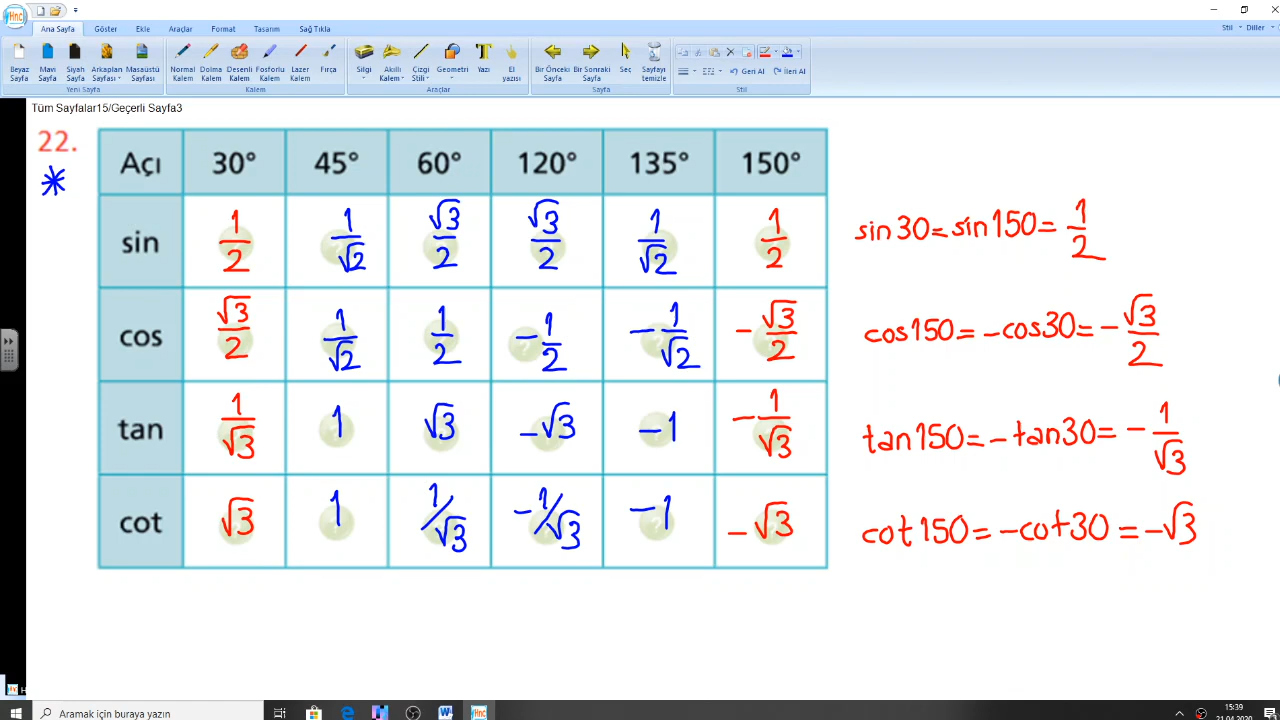 Ana Sayfa Göster Ekle Araçlar Format Tasarım Sağ Tıkla
Stil Diller
Beyaz Sayfa Mavi Sayfa Siyah Sayfa Arkaplan Sayfası Masaüstü Sayfası Normal Kalem Dolma Kalem Desenli Kalem Fosforlu Kalem Lazer Kalem Fırça Silgi Akıllı Kalem Çizgi Stili Geometri Yazı El yazısı Bir Önceki Sayfa Bir Sonraki Sayfa Seç Sayfayı temizle Geri Al İleri Al
Yeni Sayfa Kalem Araçlar Sayfa Stil
Tüm Sayfalar15/Geçerli Sayfa3
22.
*
Açı 30° 45° 60° 120° 135° 150°
sin 1/2 1/√2 √3/2 √3/2 1/√2 1/2
sin30=sin150=1/2
cos √3/2 1/√2 1/2 -1/2 -1/√2 -√3/2
cos150=-cos30=-√3/2
tan 1/√3 1 √3 -√3 -1 -1/√3
tan150=-tan30=-1/√3
cot √3 1 1/√3 -1/√3 -1 -√3
cot150=-cot30=-√3
Aramak için buraya yazın
15:39
21.04.2020